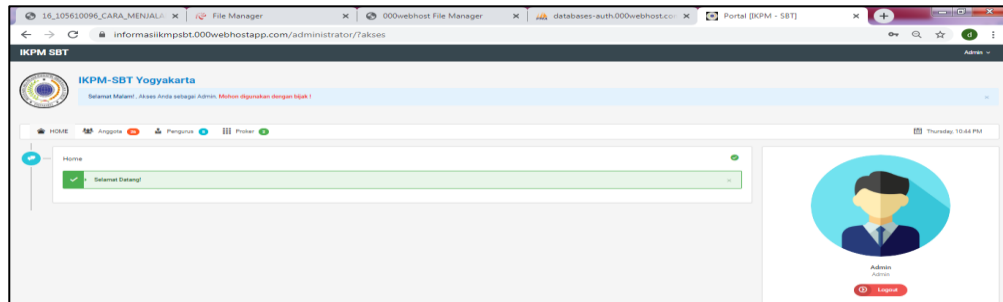 16_105610096_CARA_MENJALA
File Manager
000webhost File Manager
databases-auth.000webhost.con
Portal [IKPM - SBT]
informasiikmpsbt.000webhostapp.com/administrator/?akses
d
IKPM SBT
Admin
IKPM-SBT Yogyakarta
Selamat Malam!, Akses Anda sebagai Admin. Mohon digunakan dengan bijak !
HOME Anggota Pengurus Proker
Thursday, 10:44 PM
Home
Selamat Datang!
Admin
Admin
Logout